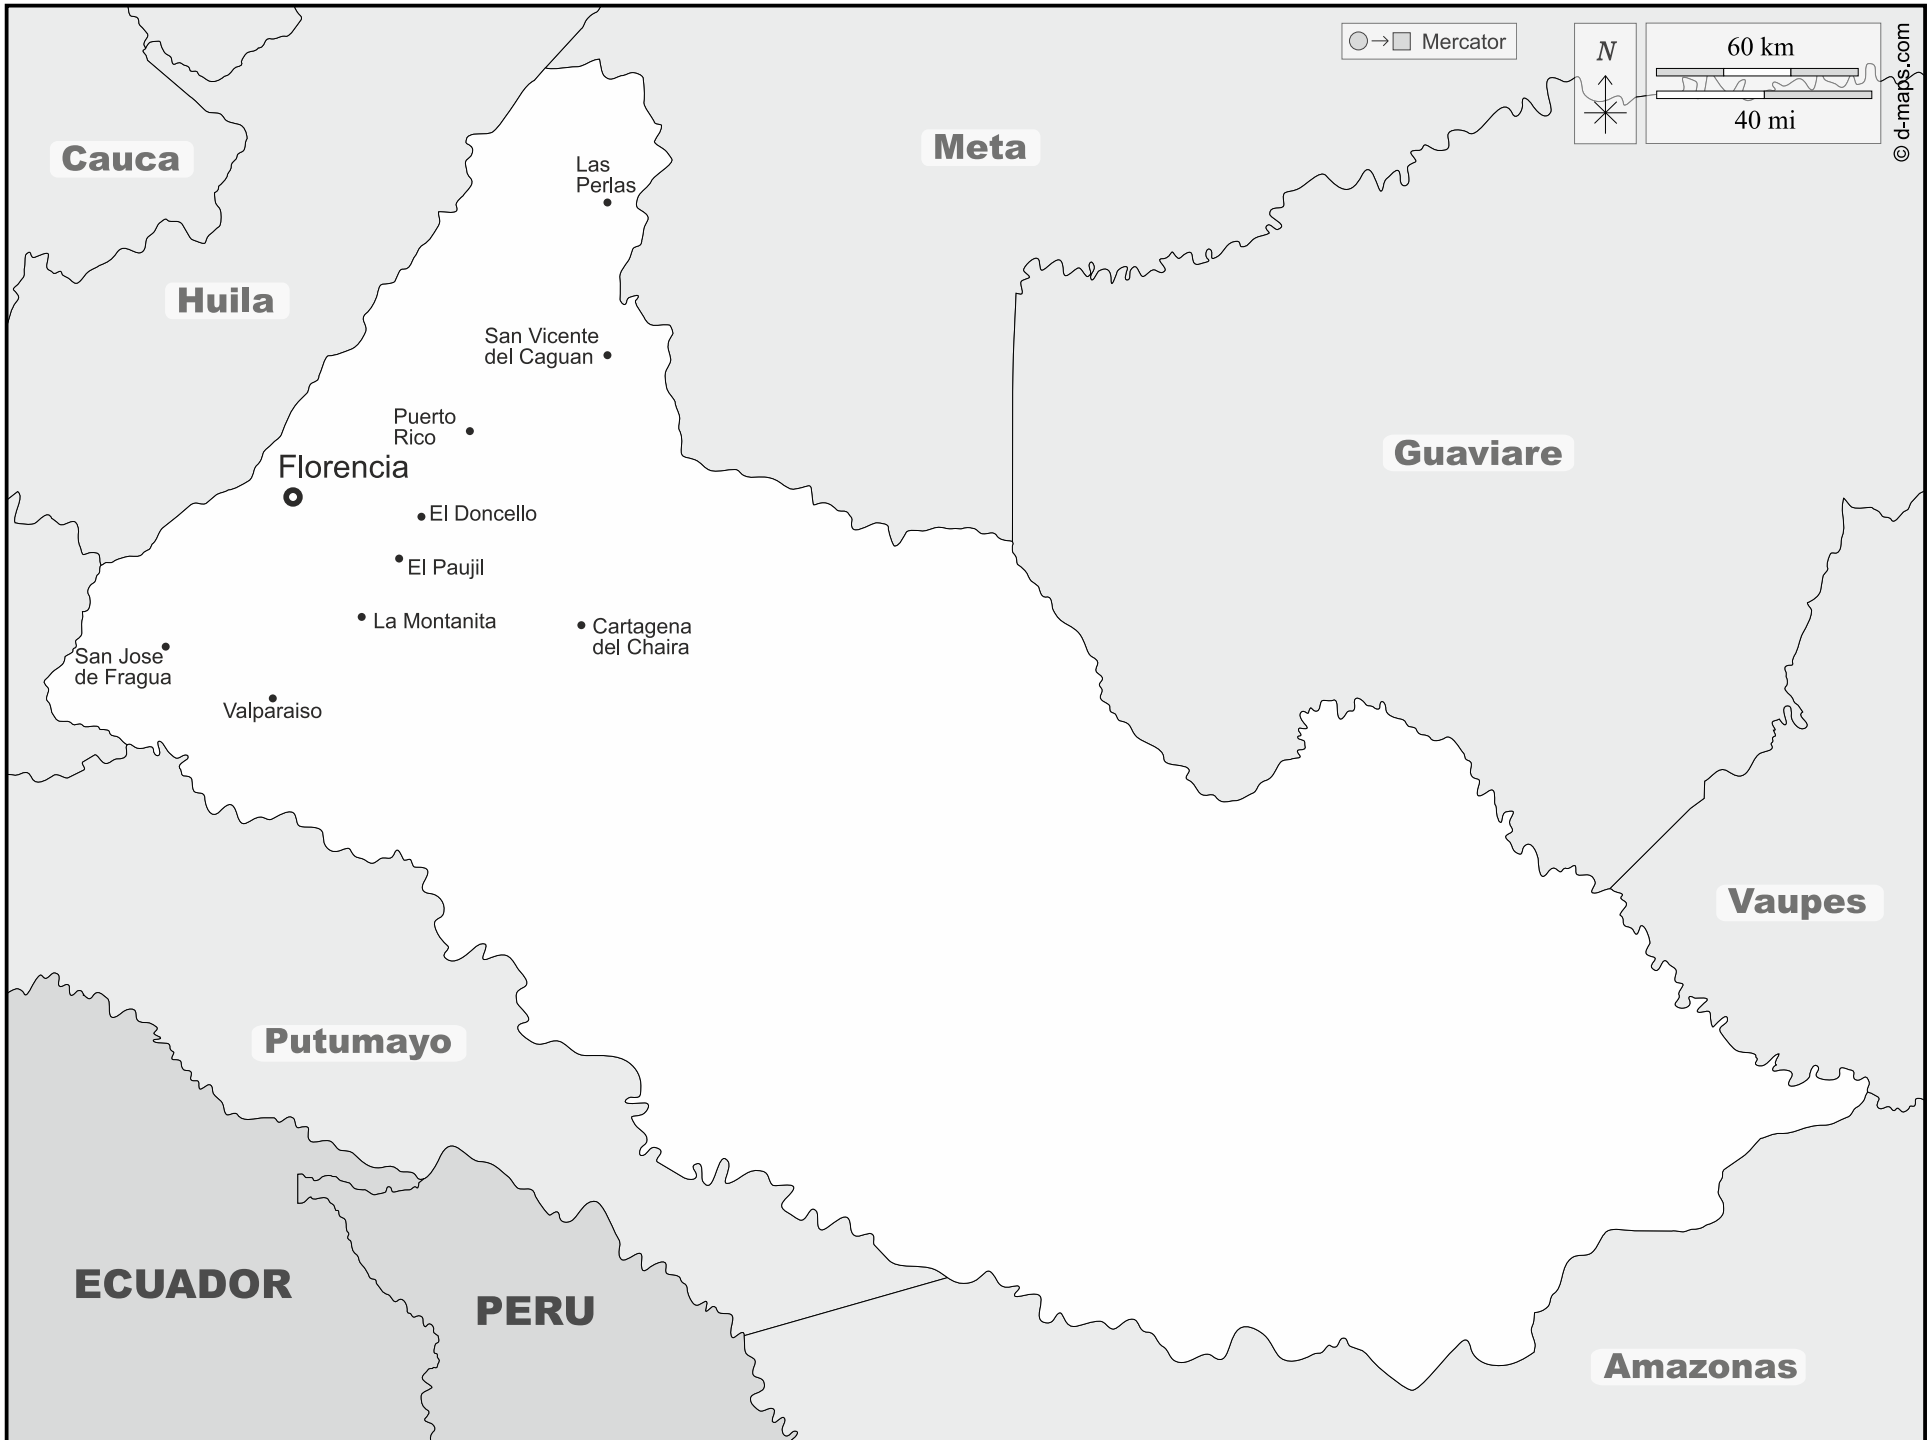 Mercator
N
60 km
40 mi
© d-maps.com
Cauca
Meta
Las
Perlas
Huila
San Vicente
del Caguan
Puerto
Rico
Guaviare
Florencia
El Doncello
El Paujil
La Montanita
Cartagena
del Chaira
San Jose
de Fragua
Valparaiso
Vaupes
Putumayo
ECUADOR
PERU
Amazonas